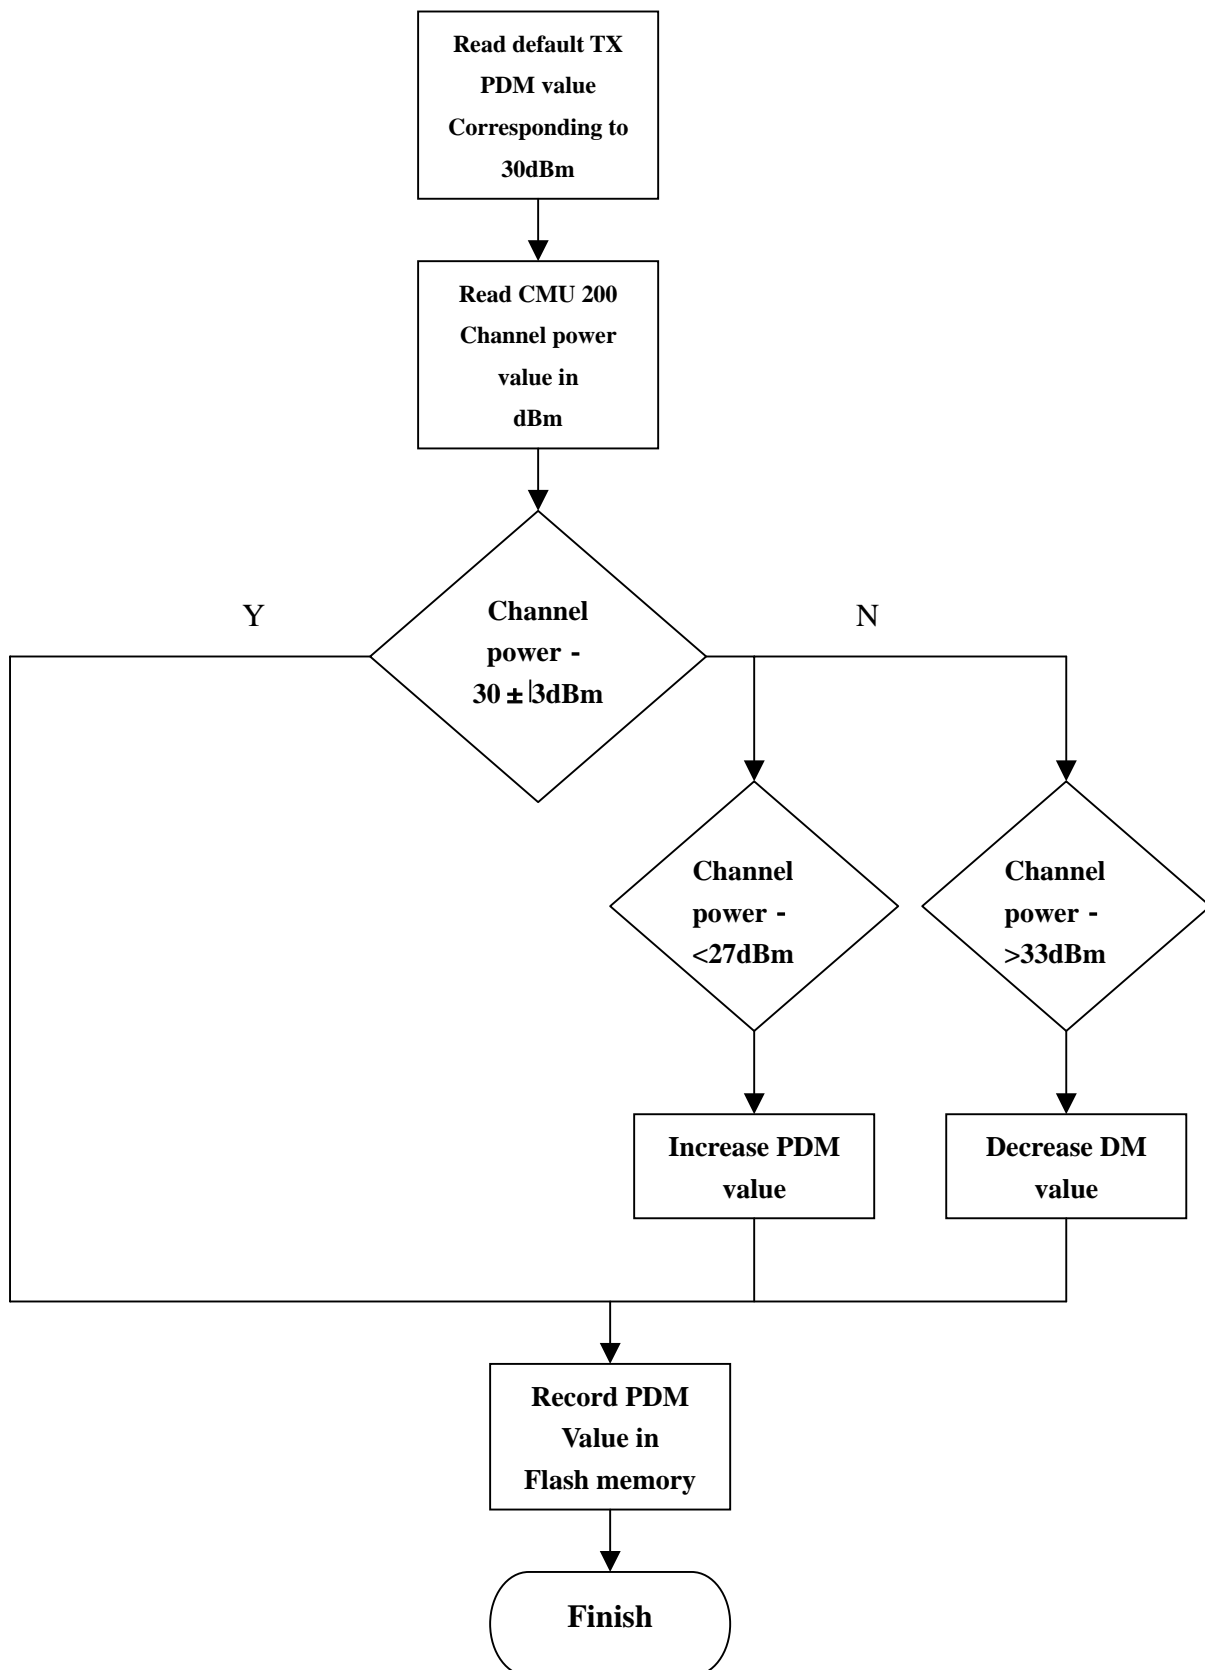 Read default TX
PDM value
Corresponding to
30dBm
Read CMU 200
Channel power
value in
dBm
Y
N
Channel
power -
30 ± |3dBm
Channel
power -
<27dBm
Channel
power -
>33dBm
Increase PDM
value
Decrease DM
value
Record PDM
Value in
Flash memory
Finish